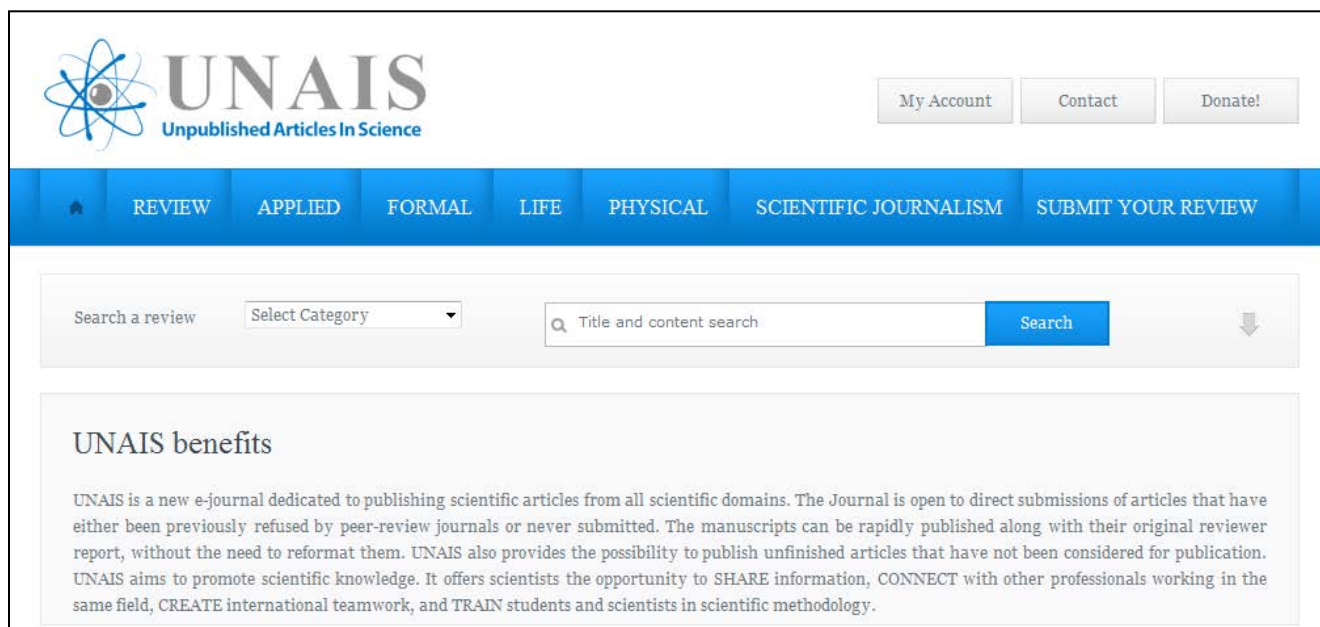 UNAIS
Unpublished Articles In Science
My Account Contact Donate!
REVIEW APPLIED FORMAL LIFE PHYSICAL SCIENTIFIC JOURNALISM SUBMIT YOUR REVIEW
Search a review Select Category Title and content search Search
UNAIS benefits
UNAIS is a new e-journal dedicated to publishing scientific articles from all scientific domains. The Journal is open to direct submissions of articles that have
either been previously refused by peer-review journals or never submitted. The manuscripts can be rapidly published along with their original reviewer
report, without the need to reformat them. UNAIS also provides the possibility to publish unfinished articles that have not been considered for publication.
UNAIS aims to promote scientific knowledge. It offers scientists the opportunity to SHARE information, CONNECT with other professionals working in the
same field, CREATE international teamwork, and TRAIN students and scientists in scientific methodology.